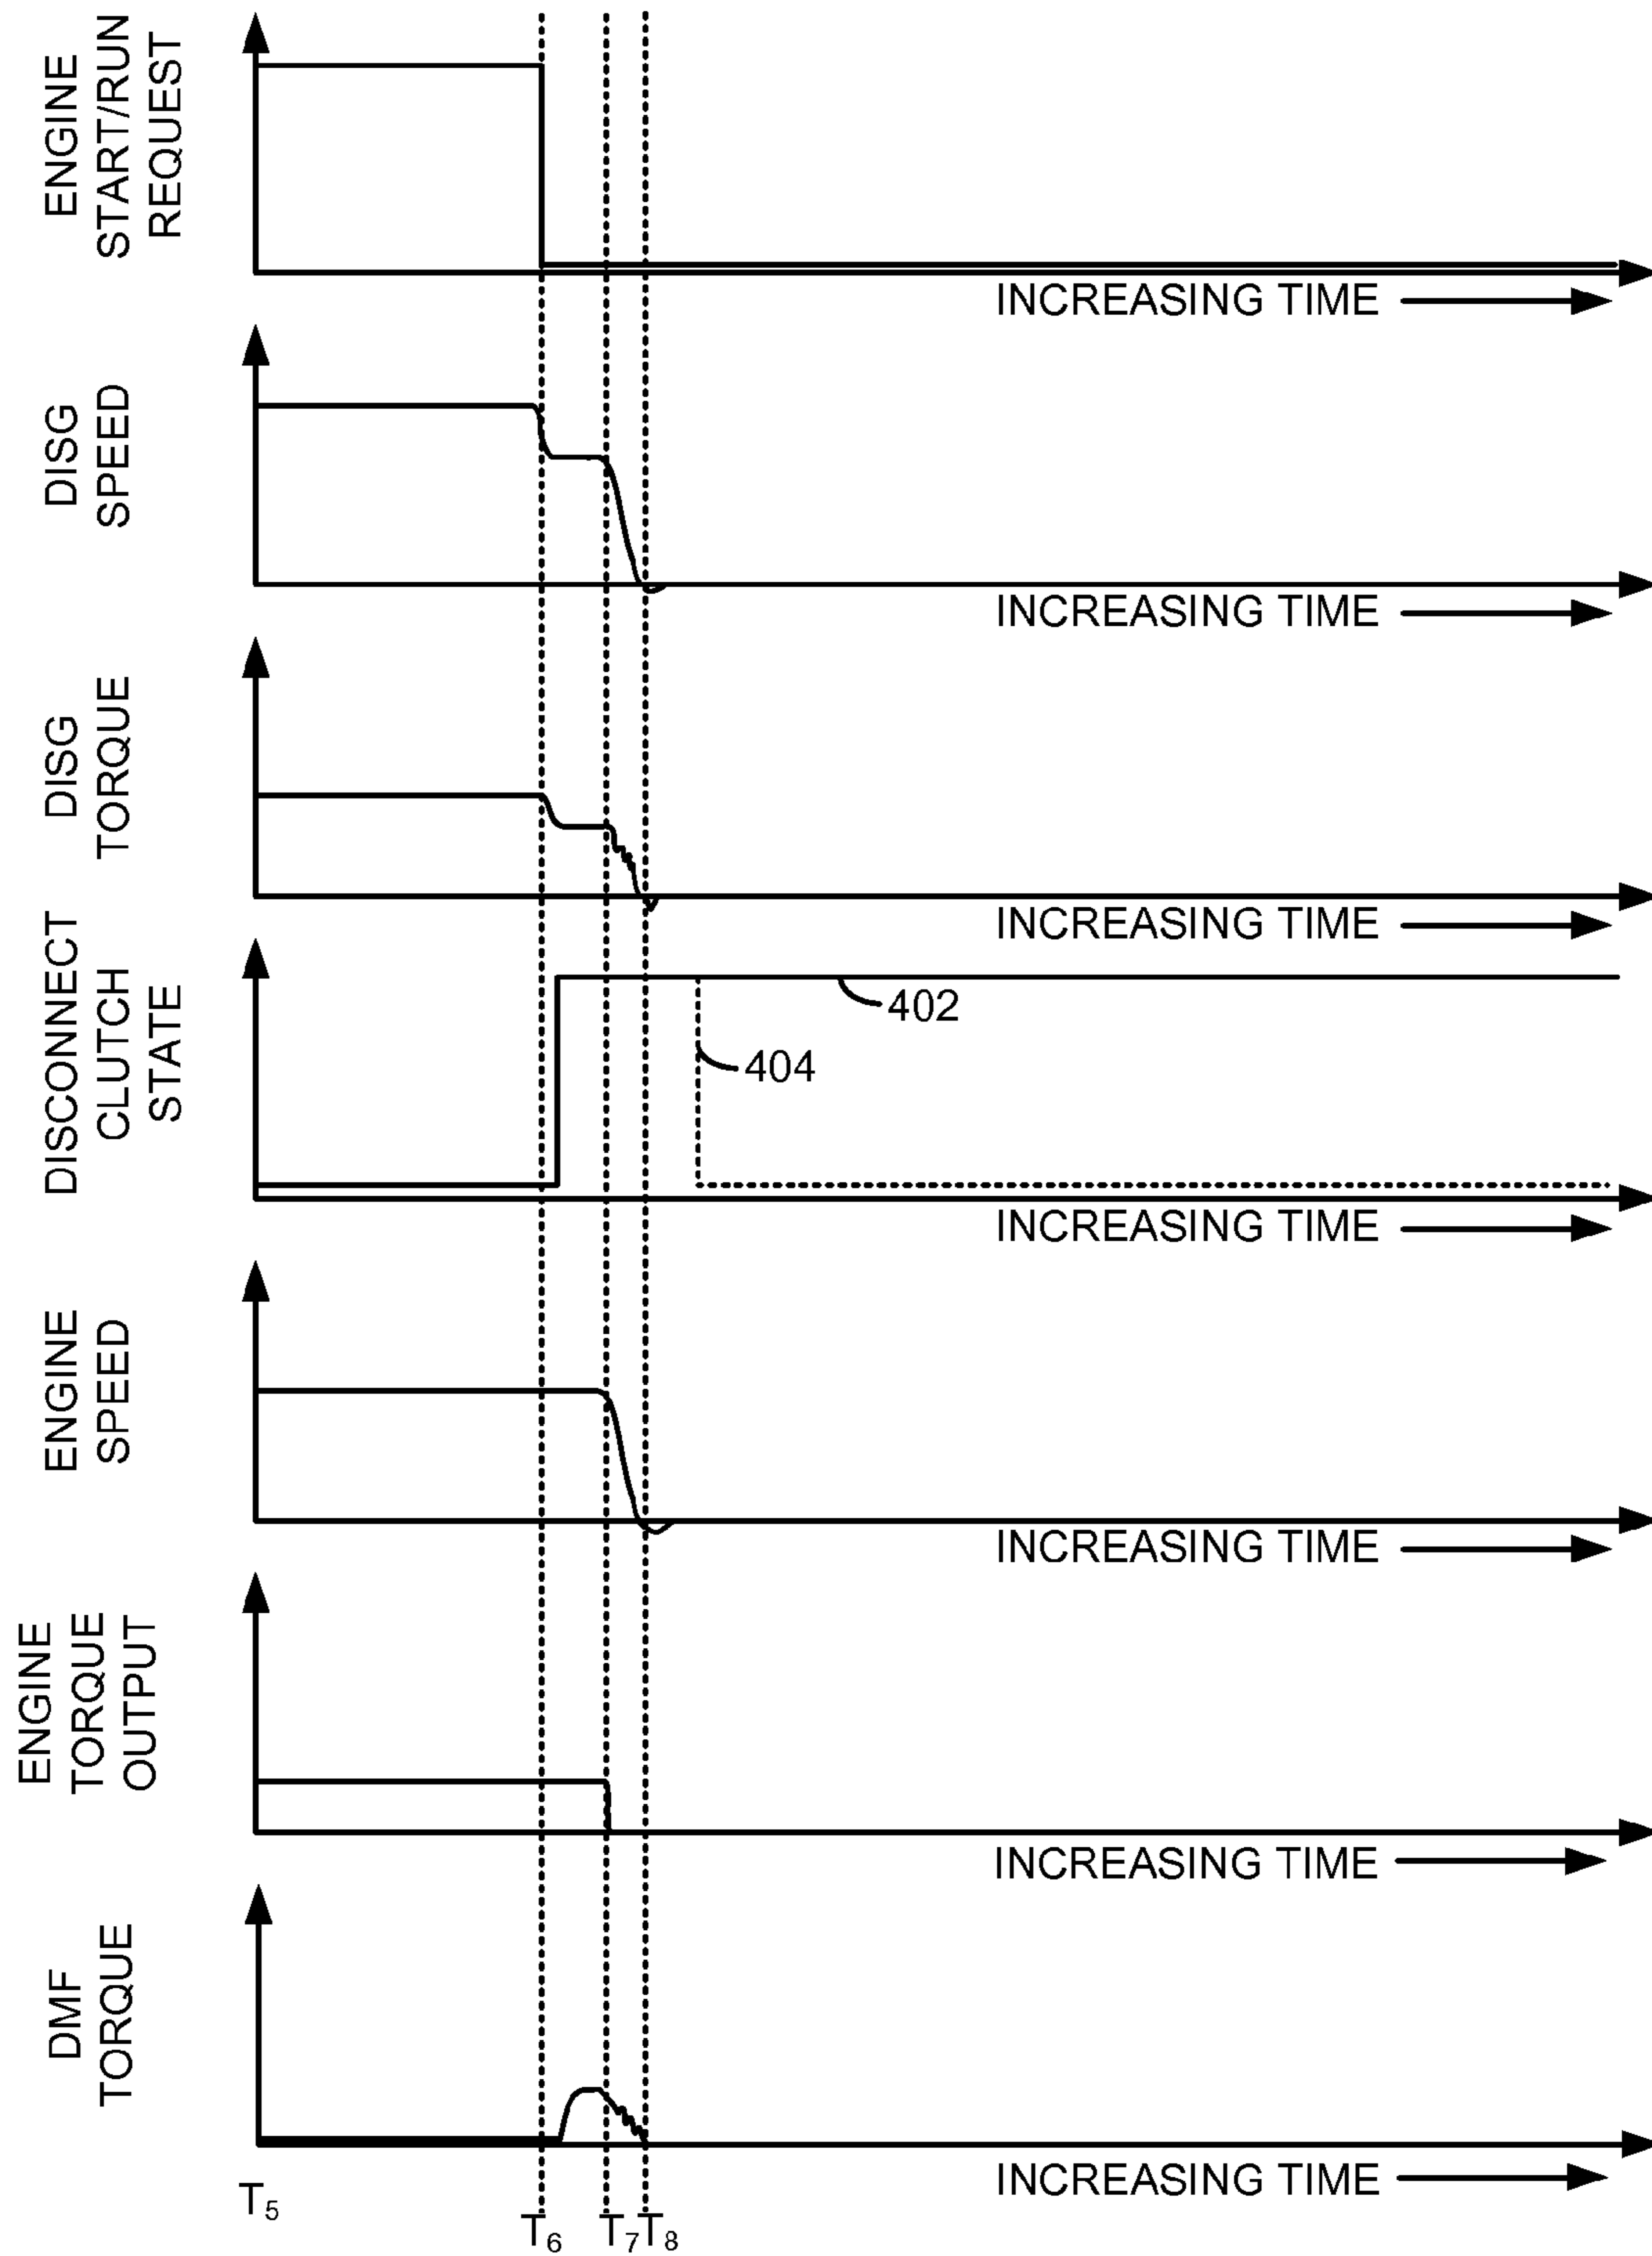 ENGINE
START/RUN
REQUEST
INCREASING TIME
DISG
SPEED
INCREASING TIME
DISG
TORQUE
INCREASING TIME
DISCONNECT
CLUTCH
STATE
402
404
INCREASING TIME
ENGINE
SPEED
INCREASING TIME
ENGINE
TORQUE
OUTPUT
INCREASING TIME
DMF
TORQUE
INCREASING TIME
T5
T6 T7 T8